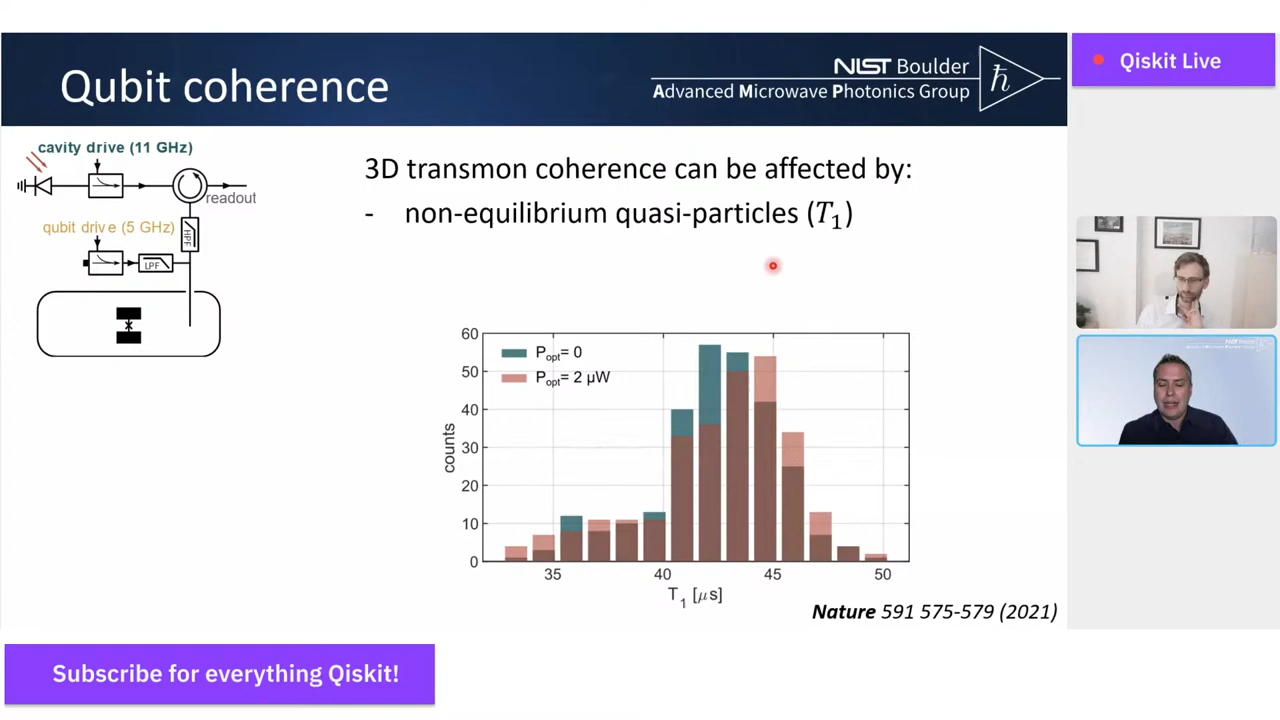 Qubit coherence
NIST Boulder
Advanced Microwave Photonics Group
ħ
Qiskit Live
cavity drive (11 GHz)
readout
HPF
qubit drive (5 GHz)
LPF
3D transmon coherence can be affected by:
- non-equilibrium quasi-particles (T₁)
P_opt= 0
P_opt= 2 µW
counts
60
50
40
30
20
10
0
35 40 45 50
T₁ [µs]
Nature 591 575-579 (2021)
Subscribe for everything Qiskit!